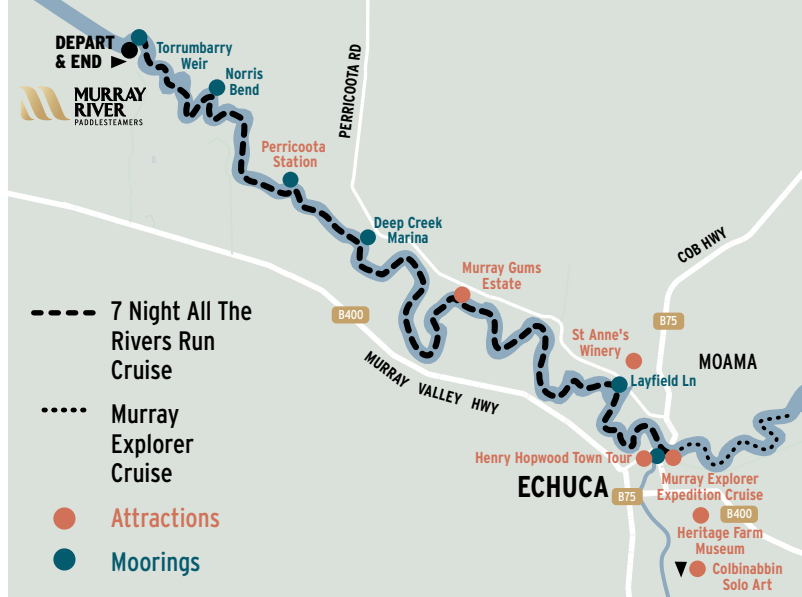 DEPART
& END
MURRAY
RIVER
PADDLESTEAMERS
Torrumbarry
Weir
Norris
Bend
PERRICOOTA RD
Perricoota
Station
Deep Creek
Marina
COB HWY
Murray Gums
Estate
B400
B75
St Anne's
Winery
MOAMA
Layfield Ln
MURRAY VALLEY HWY
7 Night All The
Rivers Run
Cruise
Murray
Explorer
Cruise
Attractions
Moorings
Henry Hopwood Town Tour
ECHUCA
B75
Murray Explorer
Expedition Cruise
B400
Heritage Farm
Museum
Colbinabbin
Solo Art